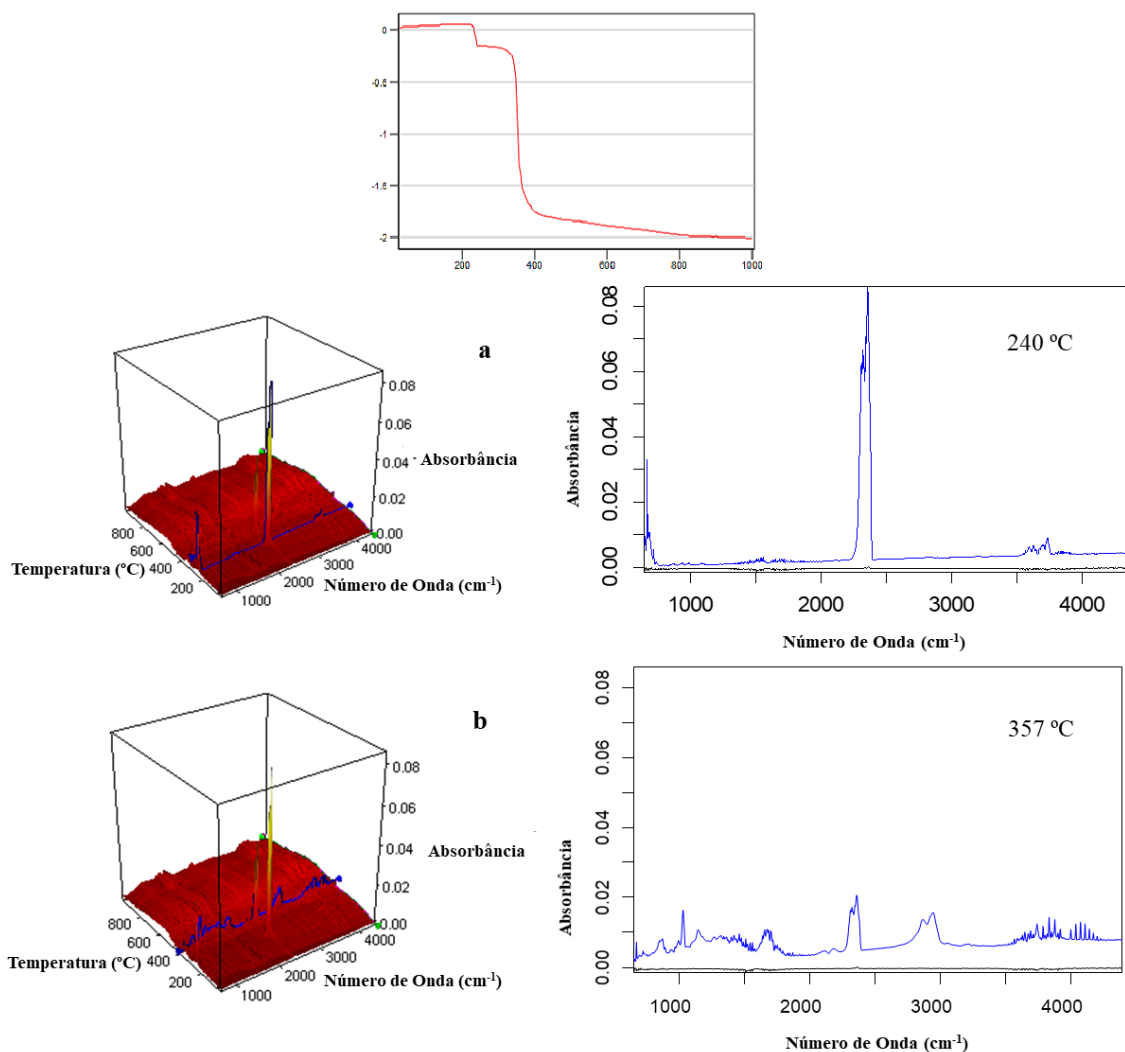 0
-0.5
-1
-1.5
-2
200 400 600 800 1000
a
0.08
0.06
0.04
0.02
0.00
Absorbância
800
600
400
200
Temperatura (ºC)
1000 2000 3000 4000
Número de Onda (cm-1)
240 ºC
0.08
0.06
0.04
0.02
0.00
Absorbância
1000 2000 3000 4000
Número de Onda (cm-1)
b
0.08
0.06
0.04
0.02
0.00
Absorbância
800
600
400
200
Temperatura (ºC)
1000 2000 3000 4000
Número de Onda (cm-1)
357 ºC
0.08
0.06
0.04
0.02
0.00
Absorbância
1000 2000 3000 4000
Número de Onda (cm-1)